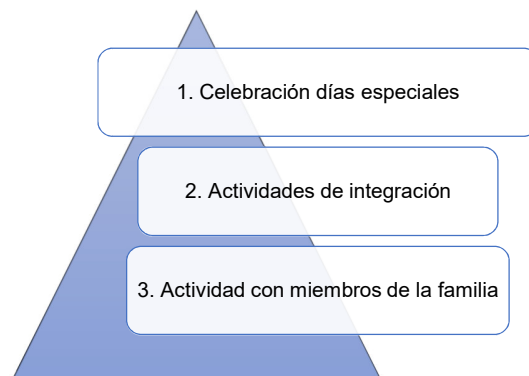 1. Celebración días especiales
2. Actividades de integración
3. Actividad con miembros de la familia